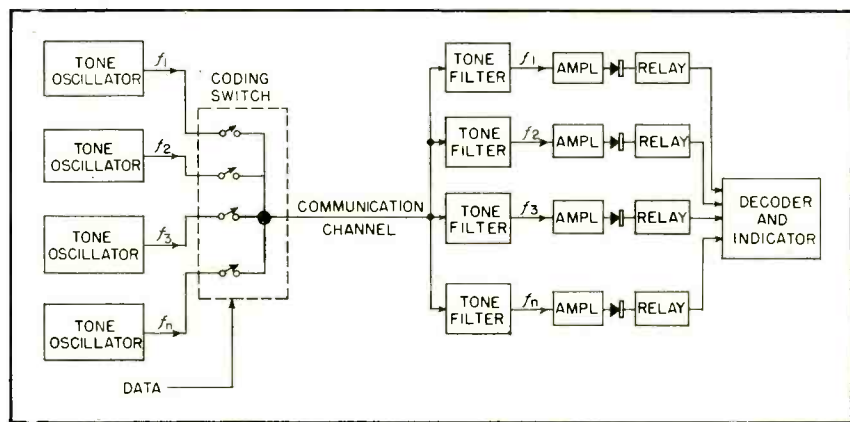 TONE
OSCILLATOR
f1
TONE
OSCILLATOR
f2
TONE
OSCILLATOR
f3
TONE
OSCILLATOR
fn
CODING
SWITCH
DATA
COMMUNICATION
CHANNEL
TONE
FILTER
f1
AMPL
RELAY
TONE
FILTER
f2
AMPL
RELAY
TONE
FILTER
f3
AMPL
RELAY
TONE
FILTER
fn
AMPL
RELAY
DECODER
AND
INDICATOR